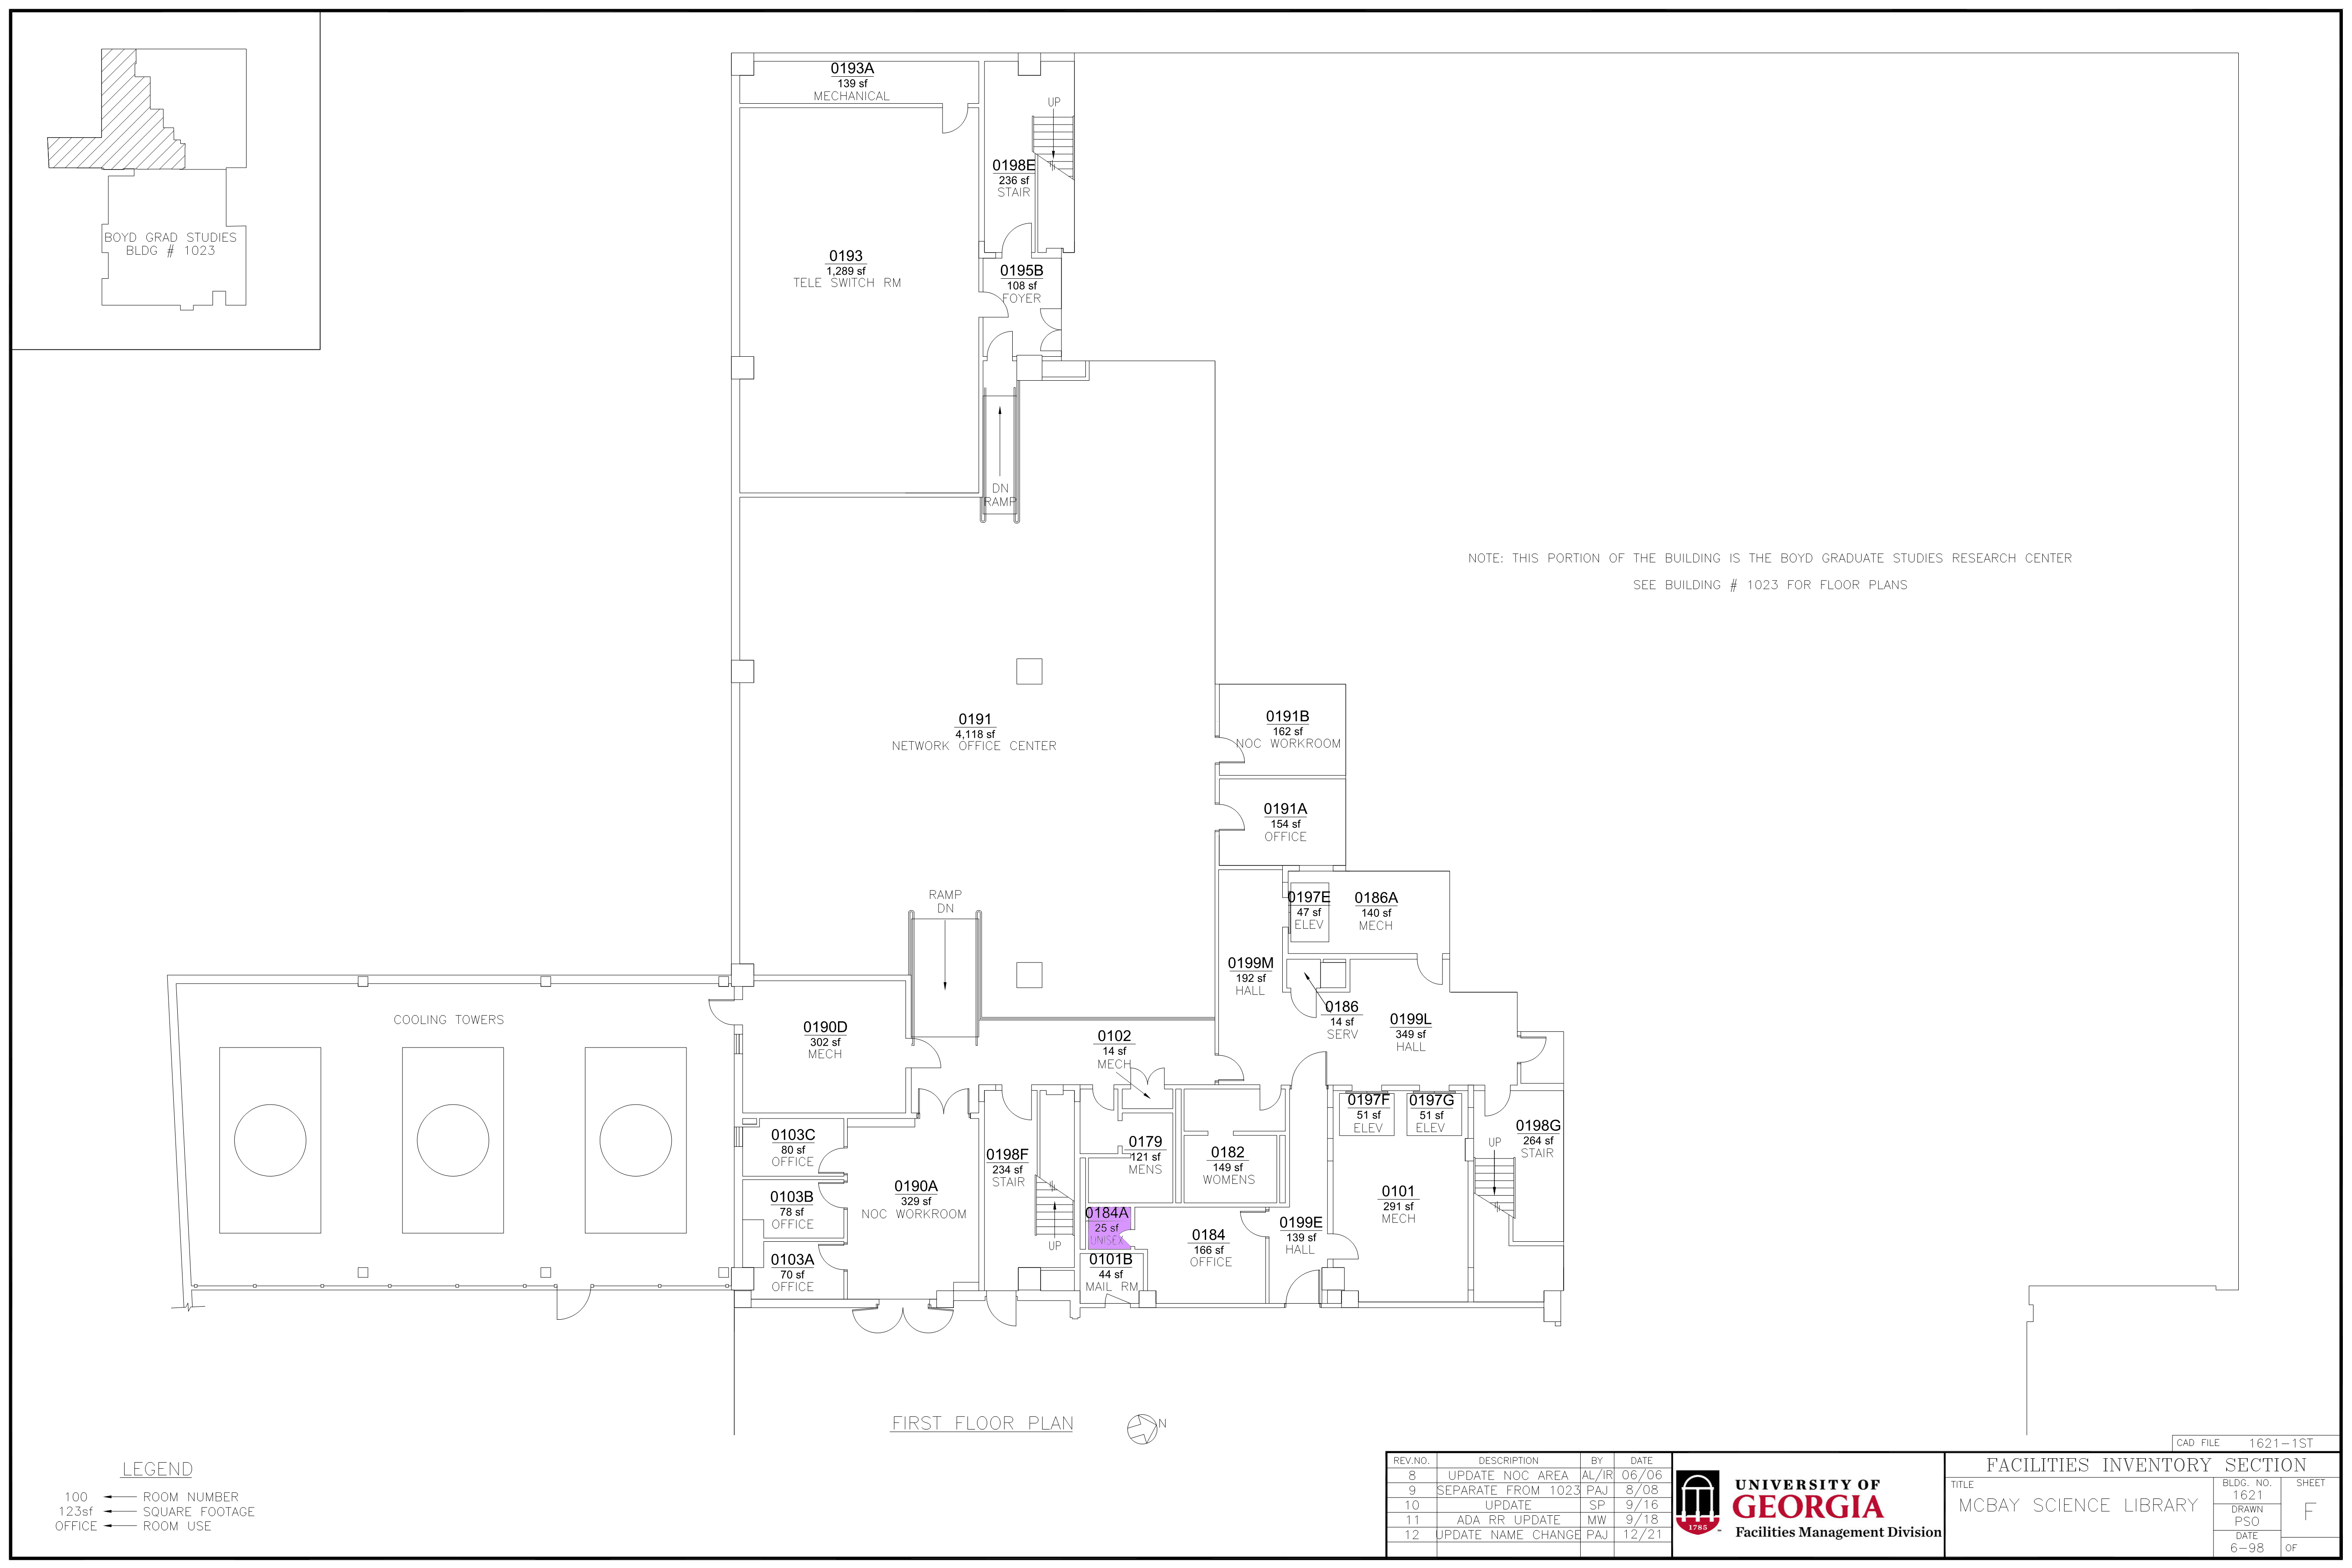 BOYD GRAD STUDIES
BLDG # 1023
0193A
139 sf
MECHANICAL
UP
0198E
236 sf
STAIR
0193
1,289 sf
TELE SWITCH RM
0195B
108 sf
FOYER
DN
RAMP
NOTE: THIS PORTION OF THE BUILDING IS THE BOYD GRADUATE STUDIES RESEARCH CENTER
SEE BUILDING # 1023 FOR FLOOR PLANS
0191
4,118 sf
NETWORK OFFICE CENTER
0191B
162 sf
NOC WORKROOM
0191A
154 sf
OFFICE
RAMP
DN
0197E
47 sf
ELEV
0186A
140 sf
MECH
0199M
192 sf
HALL
0186
14 sf
SERV
0199L
349 sf
HALL
COOLING TOWERS
0190D
302 sf
MECH
0102
14 sf
MECH
0197F
51 sf
ELEV
0197G
51 sf
ELEV
0198G
264 sf
STAIR
UP
0103C
80 sf
OFFICE
0179
121 sf
MENS
0182
149 sf
WOMENS
0198F
234 sf
STAIR
UP
0190A
329 sf
NOC WORKROOM
0103B
78 sf
OFFICE
0101
291 sf
MECH
0184A
25 sf
UNISEX
0199E
139 sf
HALL
0184
166 sf
OFFICE
0103A
70 sf
OFFICE
0101B
44 sf
MAIL RM
FIRST FLOOR PLAN
N
LEGEND
100 ROOM NUMBER
123sf SQUARE FOOTAGE
OFFICE ROOM USE
CAD FILE 1621-1ST
REV.NO. DESCRIPTION BY DATE
8 UPDATE NOC AREA AL/IR 06/06
9 SEPARATE FROM 1023 PAJ 8/08
10 UPDATE SP 9/16
11 ADA RR UPDATE MW 9/18
12 UPDATE NAME CHANGE PAJ 12/21
1785
UNIVERSITY OF
GEORGIA
Facilities Management Division
FACILITIES INVENTORY SECTION
TITLE
MCBAY SCIENCE LIBRARY
BLDG. NO.
1621
DRAWN
PSO
DATE
6-98
SHEET
F
OF